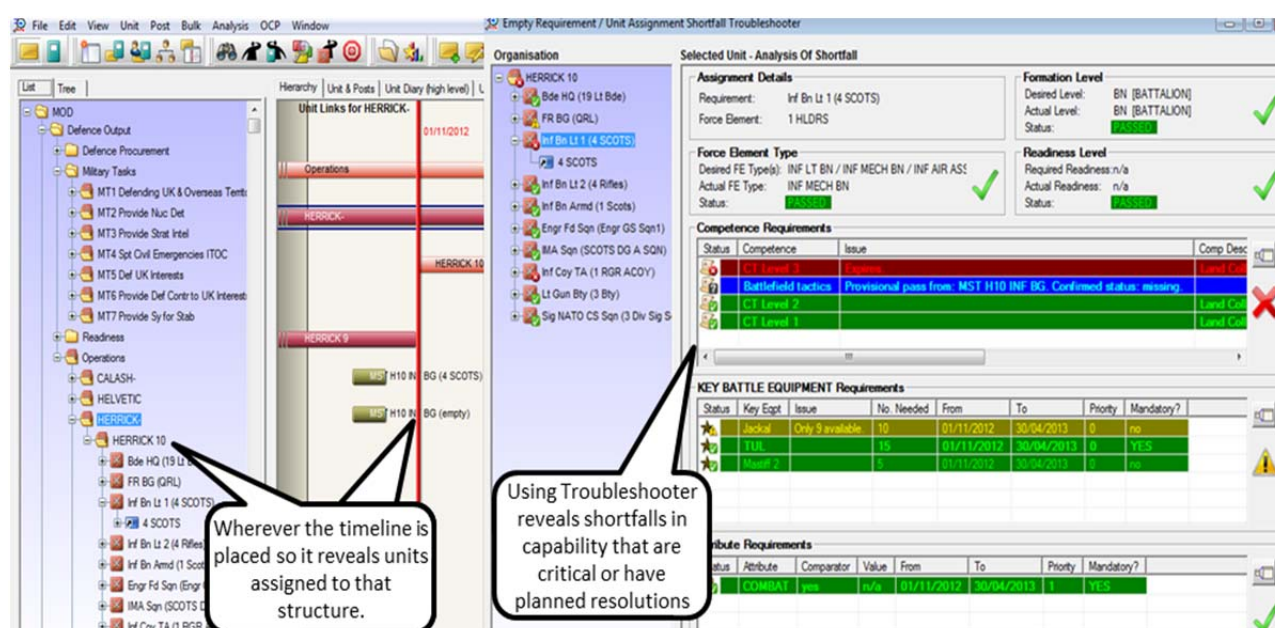 File Edit View Unit Post Bulk Analysis OCP Window
List Tree
MOD
Defence Output
Defence Procurement
Military Tasks
MT1 Defending UK & Overseas
MT2 Provide Nuc Det
MT3 Provide Strat Intel
MT4 Spt Civil Emergencies ITOC
MT5 Def UK Interests
MT6 Provide Def Contr to UK Interests
MT7 Provide Sy for Stab
Readiness
Operations
CALASH-
HELVETIC
HERRICK-
HERRICK 10
Bde HQ (19 Lt
FR BG (QRL)
Inf Bn Lt 1 (4 SCOTS)
4 SCOTS
Inf Bn Lt 2 (4 Rifles)
Inf Bn Armd (1
Engr Fd Sqn (Engr
IMA Sqn (SCOTS
Inf Coy TA (1 RGR
Hierarchy Unit & Posts Unit Diary (high level)
Unit Links for HERRICK-
01/11/2012
Operations
HERRICK-
HERRICK 10
HERRICK 9
MST H10 BG (4 SCOTS)
MST H10 BG (empty)
Wherever the timeline is
placed so it reveals units
assigned to that
structure.
Empty Requirement / Unit Assignment Shortfall Troubleshooter
Organisation
HERRICK 10
Bde HQ (19 Lt Bde)
FR BG (QRL)
Inf Bn Lt 1 (4 SCOTS)
4 SCOTS
Inf Bn Lt 2 (4 Rifles)
Inf Bn Armd (1 Scots)
Engr Fd Sqn (Engr GS Sqn1)
IMA Sqn (SCOTS DG A SQN)
Inf Coy TA (1 RGR ACOY)
Lt Gun Bty (3 Bty)
Sig NATO CS Sqn (3 Div Sig
Selected Unit - Analysis Of Shortfall
Assignment Details
Requirement: Inf Bn Lt 1 (4 SCOTS)
Force Element: 1 HLDRS
Formation Level
Desired Level: BN [BATTALION]
Actual Level: BN [BATTALION]
Status: PASSED
Force Element Type
Desired FE Type(s): INF LT BN / INF MECH BN / INF AIR
Actual FE Type: INF MECH BN
Status: PASSED
Readiness Level
Required Readiness: n/a
Actual Readiness: n/a
Status: PASSED
Competence Requirements
Status Competence Issue Comp Desc
CT Level 3 Expires. Land
Battlefield tactics Provisional pass from: MST H10 INF BG. Confirmed status: missing.
CT Level 2 Land
CT Level 1 Land
KEY BATTLE EQUIPMENT Requirements
Status Key Eqpt Issue No. Needed From To Priority Mandatory?
Jackal Only 9 available. 10 01/11/2012 30/04/2013 0 no
TUL 15 01/11/2012 30/04/2013 0 YES
Mastiff 2 5 01/11/2012 30/04/2013 0 no
Using Troubleshooter
reveals shortfalls in
capability that are
critical or have
planned resolutions
Requirements
Attribute Comparator Value From To Priority Mandatory?
COMBAT yes n/a 01/11/2012 30/04/2013 1 YES